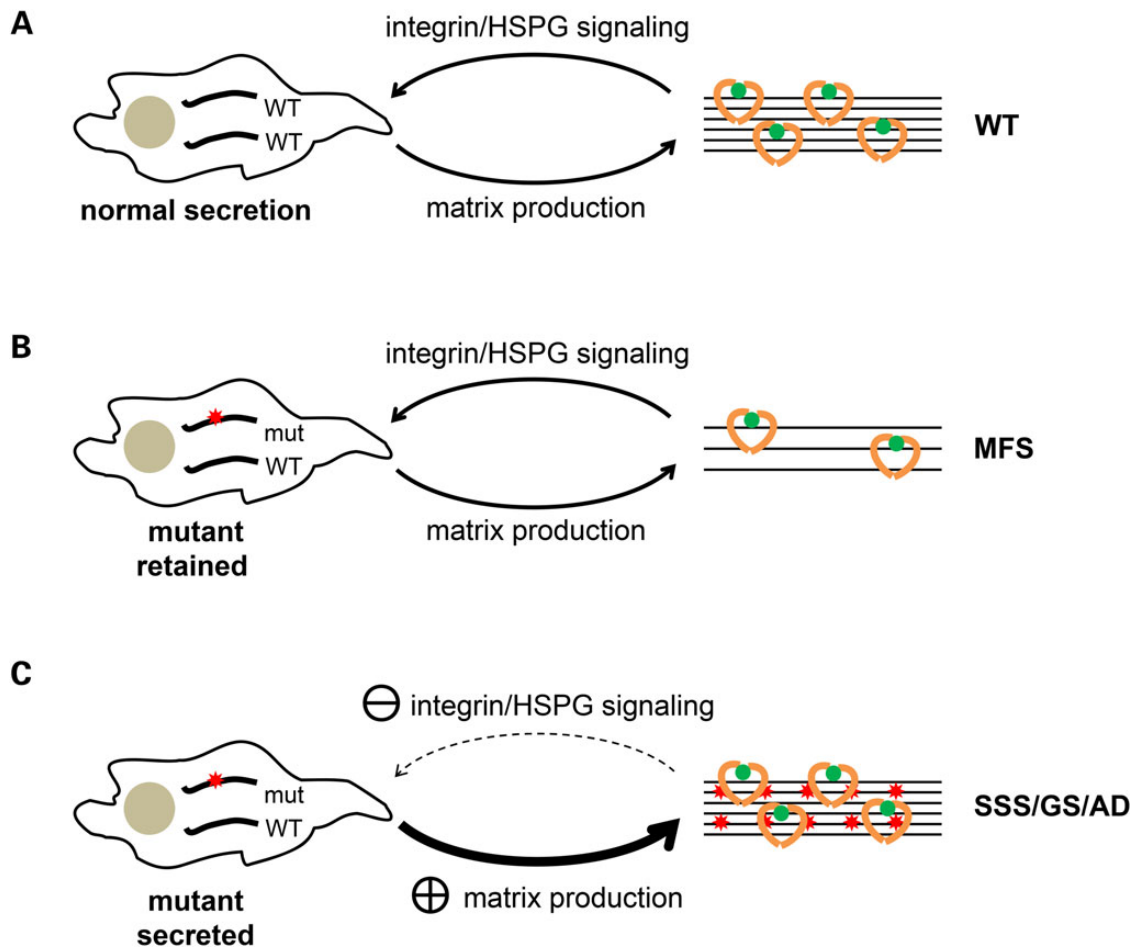 A
integrin/HSPG signaling
WT
WT
WT
normal secretion
matrix production
B
integrin/HSPG signaling
mut
WT
MFS
mutant
retained
matrix production
C
⊖ integrin/HSPG signaling
mut
WT
SSS/GS/AD
mutant
secreted
⊕ matrix production